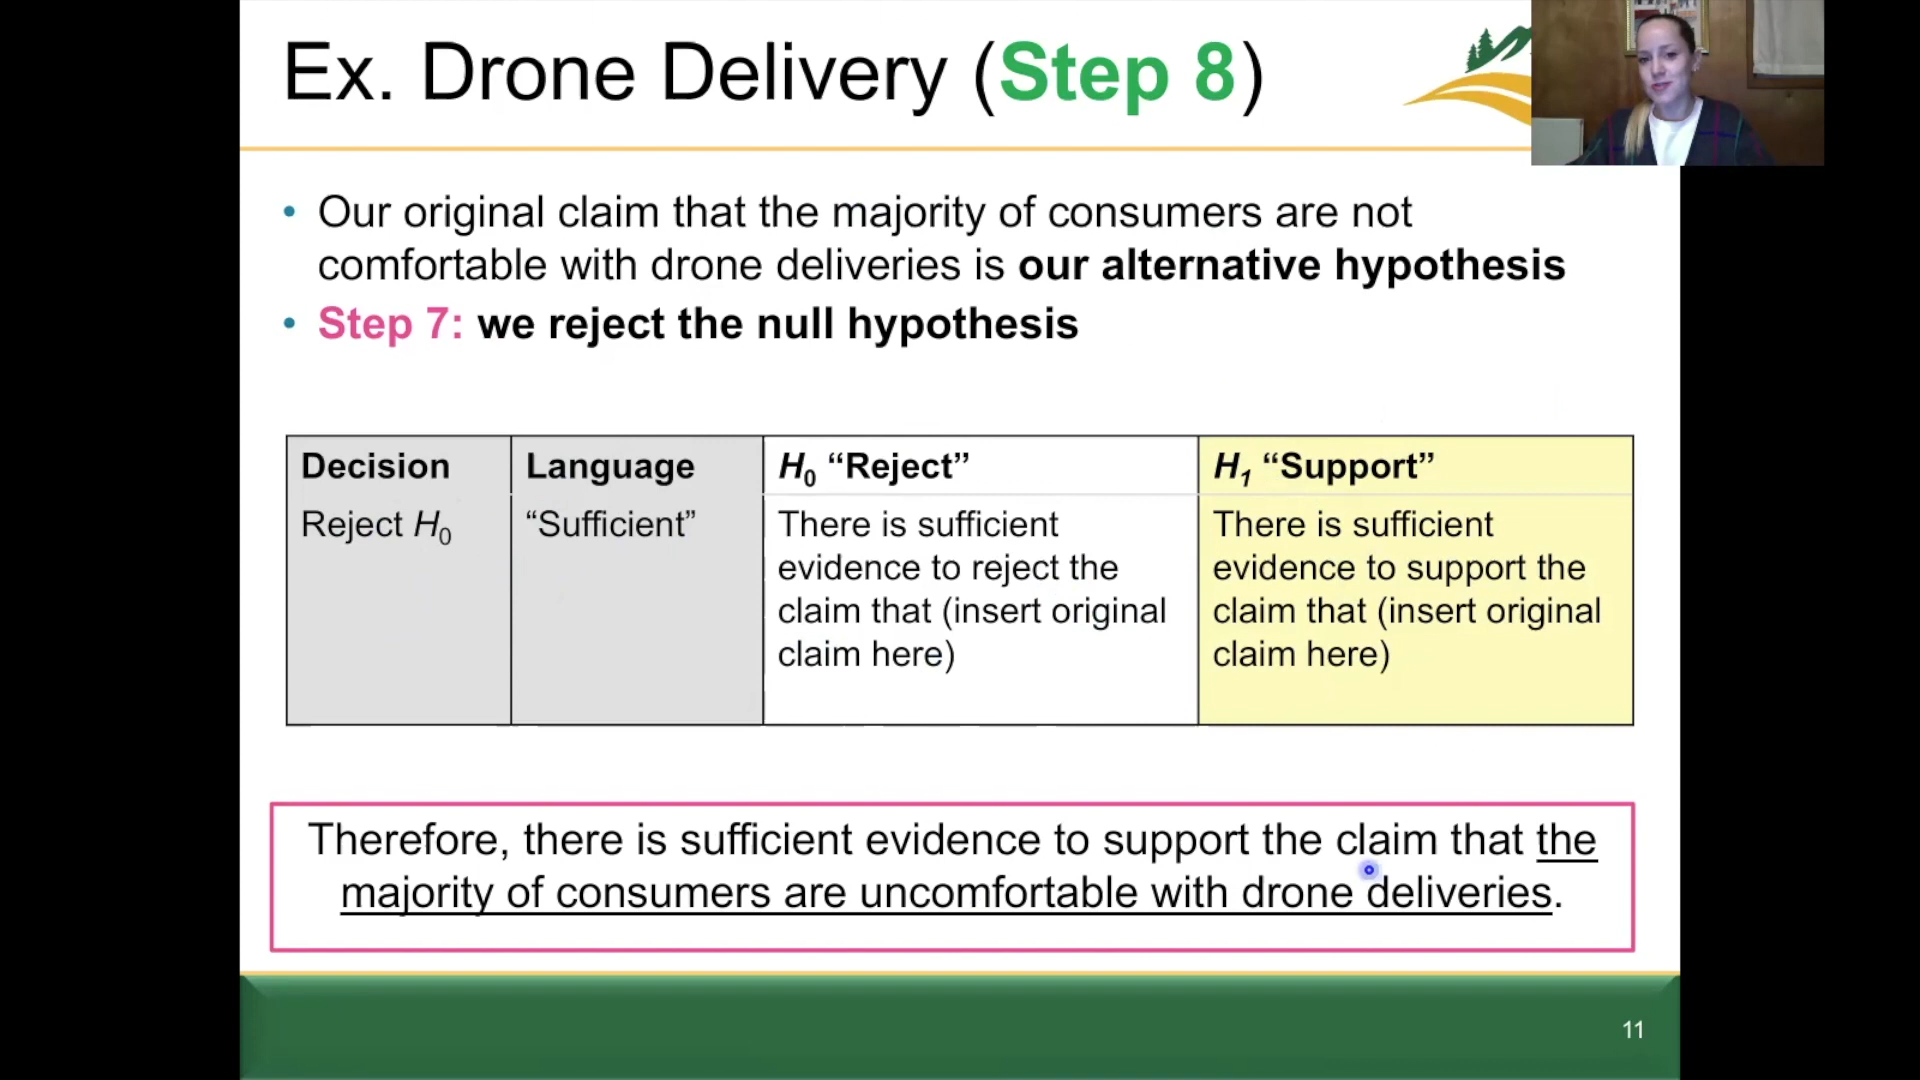 Ex. Drone Delivery (Step 8)
• Our original claim that the majority of consumers are not
comfortable with drone deliveries is our alternative hypothesis
• Step 7: we reject the null hypothesis
Decision
Language
H0 “Reject”
H1 “Support”
Reject H0
“Sufficient”
There is sufficient
evidence to reject the
claim that (insert original
claim here)
There is sufficient
evidence to support the
claim that (insert original
claim here)
Therefore, there is sufficient evidence to support the claim that the
majority of consumers are uncomfortable with drone deliveries.
11